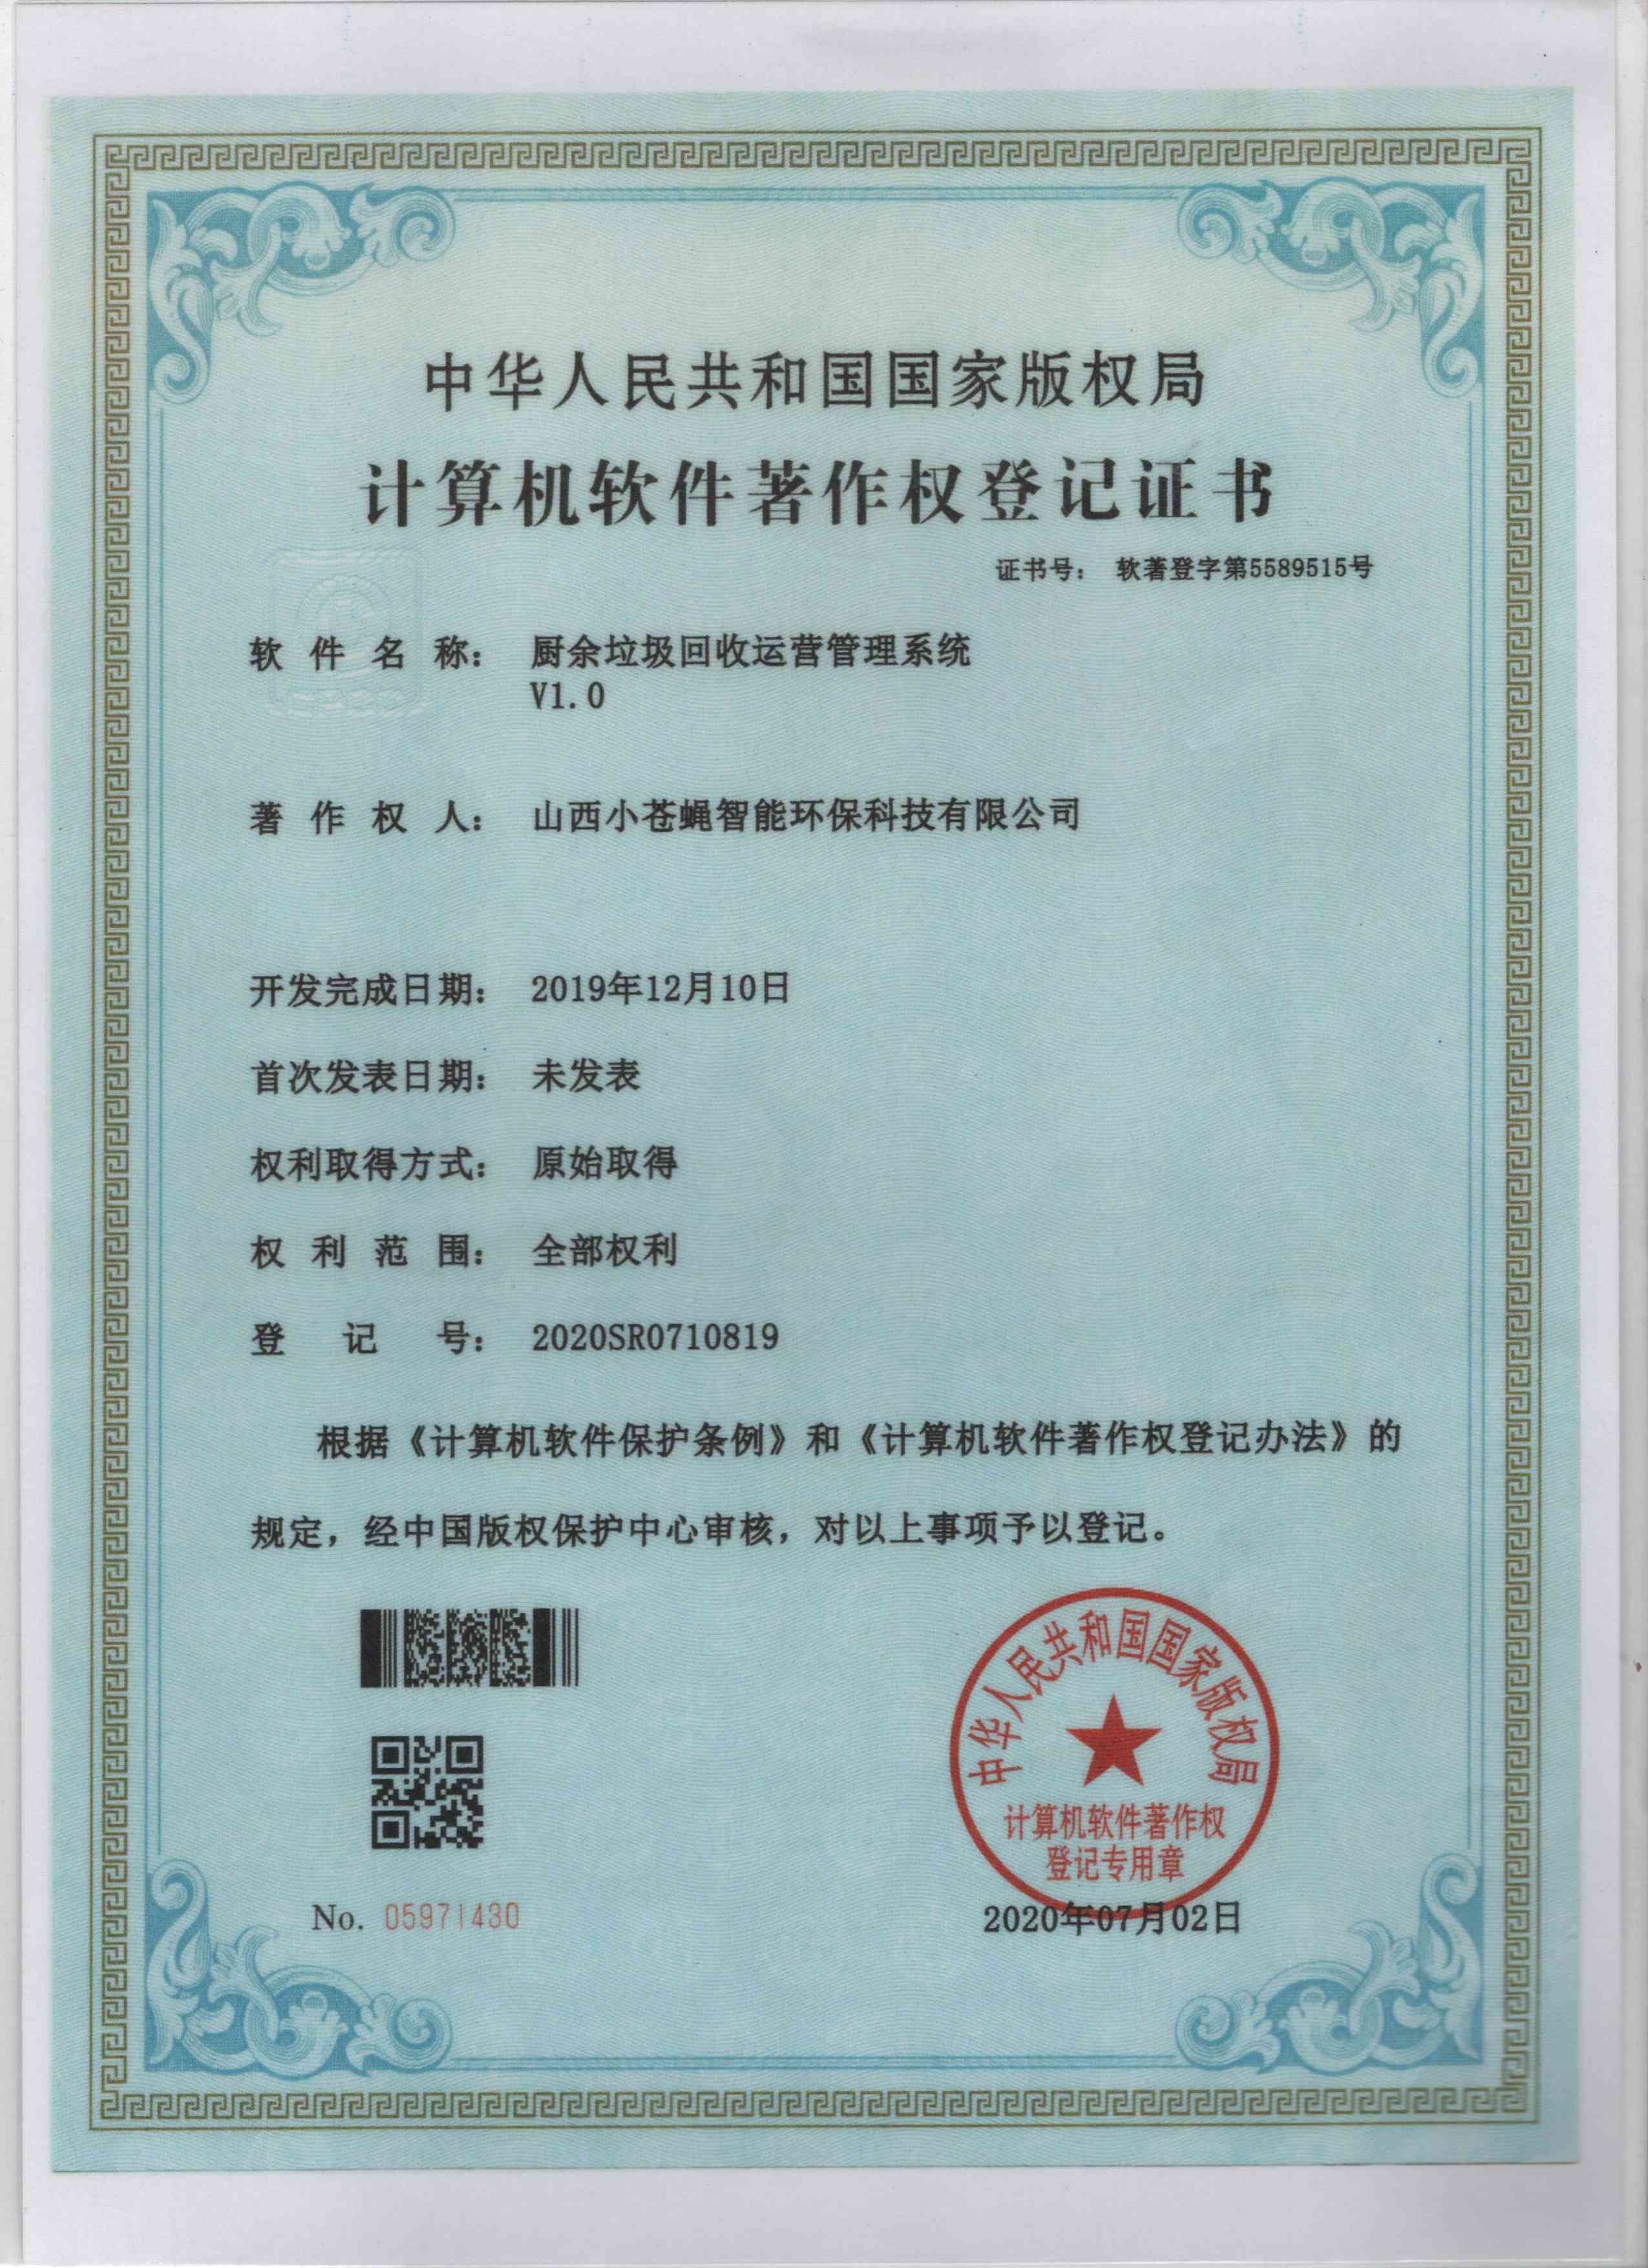 中华人民共和国国家版权局
计算机软件著作权登记证书
证书号： 软著登字第5589515号
软件名称： 厨余垃圾回收运营管理系统
V1.0
著作权人： 山西小苍蝇智能环保科技有限公司
开发完成日期： 2019年12月10日
首次发表日期： 未发表
权利取得方式： 原始取得
权利范围： 全部权利
登记号： 2020SR0710819
根据《计算机软件保护条例》和《计算机软件著作权登记办法》的
规定，经中国版权保护中心审核，对以上事项予以登记。
中华人民共和国国家版权局
计算机软件著作权
登记专用章
No. 05971430
2020年07月02日